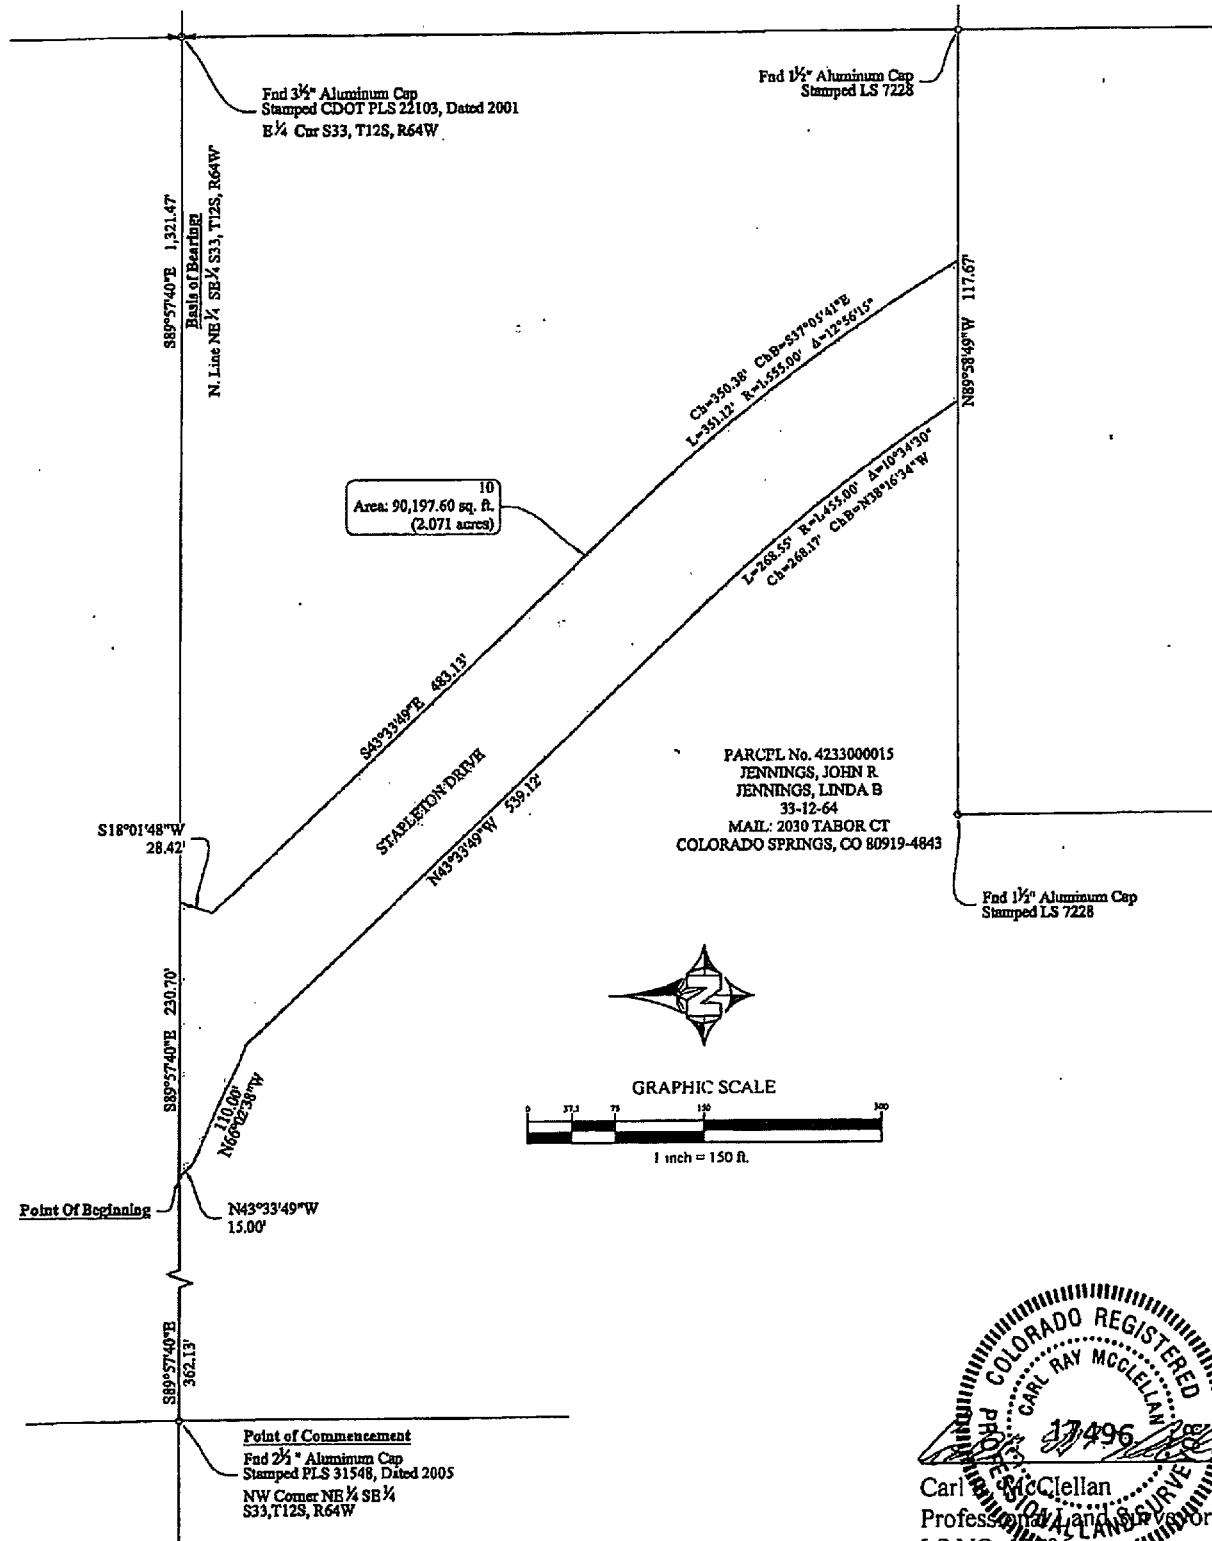 Fnd 3½" Aluminum Cap
Stamped CDOT PLS 22103, Dated 2001
E¼ Cnr S33, T12S, R64W
Fnd 1½" Aluminum Cap
Stamped LS 7228
S89°57'40"E 1,321.47'
Basis of Bearings
N. Line NE¼ SE¼ S33, T12S, R64W
N89°58'49"W 117.67'
Ch=350.38' ChB=S37°05'41"E
L=351.12' R=1,555.00' Δ=12°56'15"
L=268.55' R=1,455.00' Δ=10°34'30"
Ch=268.17' ChB=N38°16'34"W
10
Area: 90,197.60 sq. ft.
(2.071 acres)
S43°33'49"E 483.13'
STAPLETON DRIVE
N43°33'49"W 539.12'
PARCEL No. 4233000015
JENNINGS, JOHN R
JENNINGS, LINDA B
33-12-64
MAIL: 2030 TABOR CT
COLORADO SPRINGS, CO 80919-4843
S18°01'48"W
28.42'
Fnd 1½" Aluminum Cap
Stamped LS 7228
S89°57'40"E 230.70'
N
110.00'
N66°02'38"W
GRAPHIC SCALE
0 37.5 75 150 300
1 inch = 150 ft.
Point Of Beginning
N43°33'49"W
15.00'
S89°57'40"E
362.13'
Point of Commencement
Fnd 2½" Aluminum Cap
Stamped PLS 31548, Dated 2005
NW Corner NE¼ SE¼
S33,T12S, R64W
COLORADO REGISTERED
CARL RAY MCCLELLAN
17496
PROFESSIONAL LAND SURVEYOR
Carl McClellan
Professional Land Surveyor